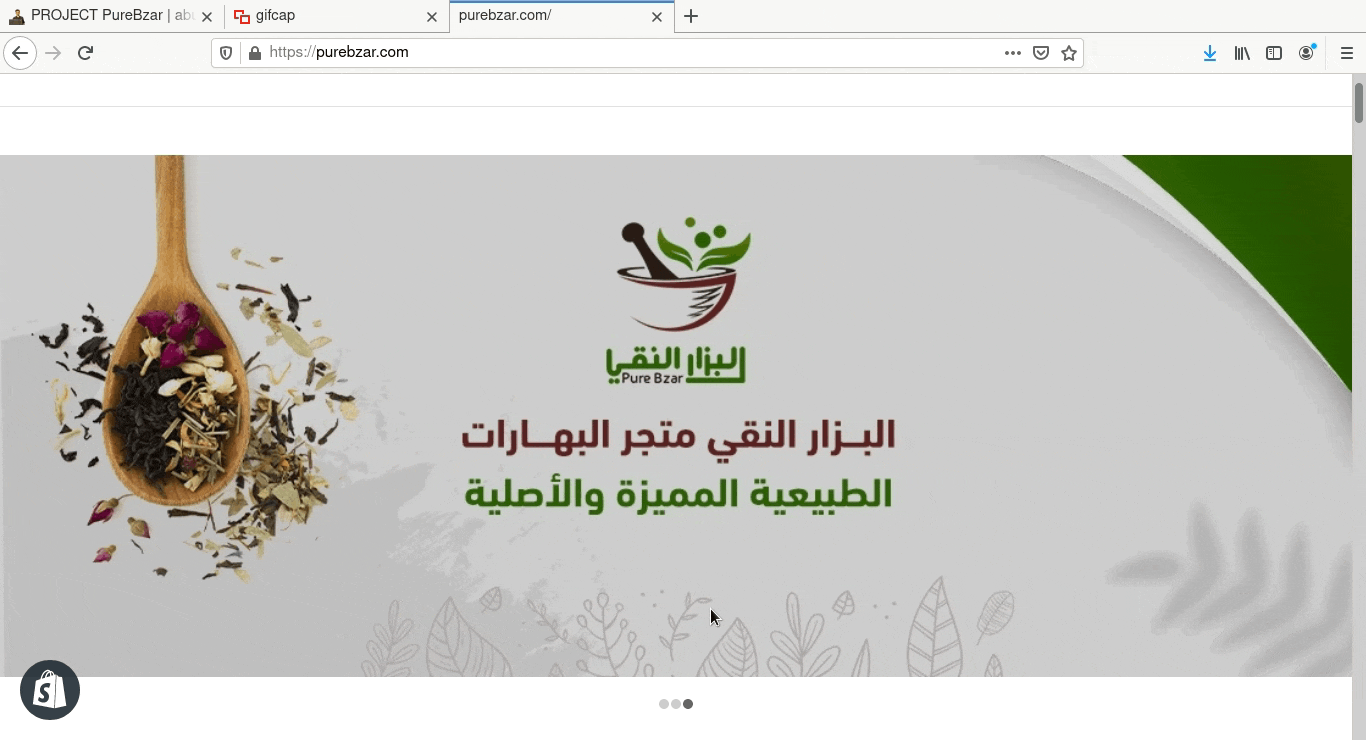 PROJECT PureBzar | abu
gifcap
purebzar.com/
https://purebzar.com
البزار النقي
Pure Bzar
البـزار النقي متجر البهـارات
الطبيعية المميزة والأصلية